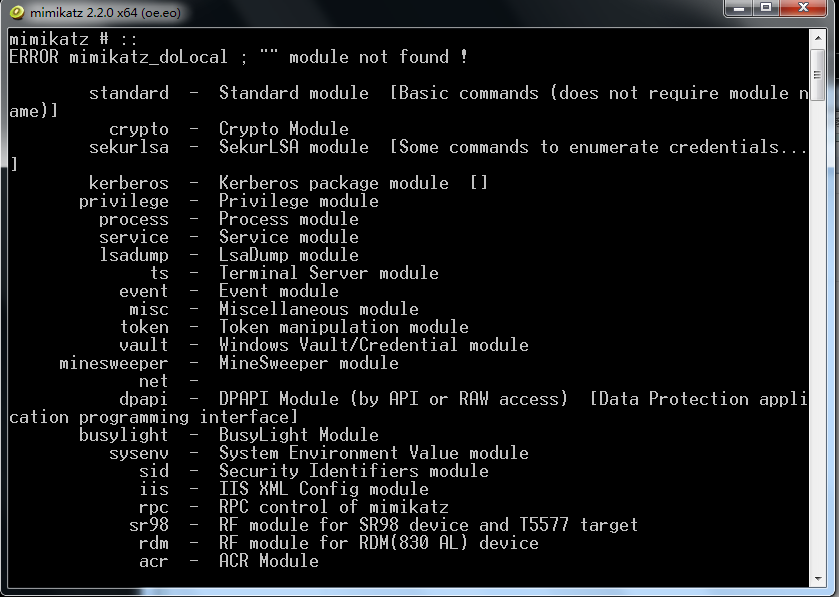 mimikatz 2.2.0 x64 (oe.eo)
mimikatz # ::
ERROR mimikatz_doLocal ; "" module not found !
standard - Standard module [Basic commands (does not require module n
ame)]
crypto - Crypto Module
sekurlsa - SekurLSA module [Some commands to enumerate credentials...
]
kerberos - Kerberos package module []
privilege - Privilege module
process - Process module
service - Service module
lsadump - LsaDump module
ts - Terminal Server module
event - Event module
misc - Miscellaneous module
token - Token manipulation module
vault - Windows Vault/Credential module
minesweeper - MineSweeper module
net -
dpapi - DPAPI Module (by API or RAW access) [Data Protection appli
cation programming interface]
busylight - BusyLight Module
sysenv - System Environment Value module
sid - Security Identifiers module
iis - IIS XML Config module
rpc - RPC control of mimikatz
sr98 - RF module for SR98 device and T5577 target
rdm - RF module for RDM(830 AL) device
acr - ACR Module